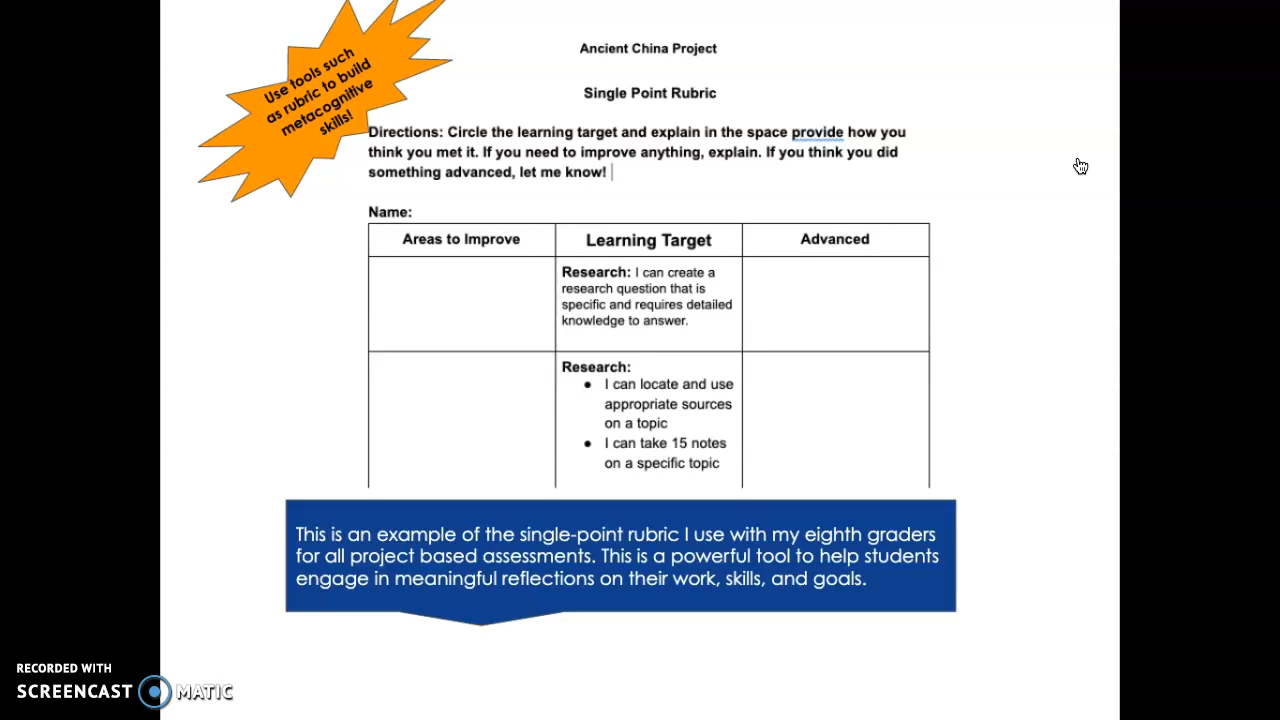 Use tools such
as rubric to build
metacognitive
skills!
Ancient China Project
Single Point Rubric
Directions: Circle the learning target and explain in the space provide how you
think you met it. If you need to improve anything, explain. If you think you did
something advanced, let me know!
Name:
Areas to Improve
Learning Target
Advanced
Research: I can create a
research question that is
specific and requires detailed
knowledge to answer.
Research:
● I can locate and use
appropriate sources
on a topic
● I can take 15 notes
on a specific topic
This is an example of the single-point rubric I use with my eighth graders
for all project based assessments. This is a powerful tool to help students
engage in meaningful reflections on their work, skills, and goals.
RECORDED WITH
SCREENCAST MATIC